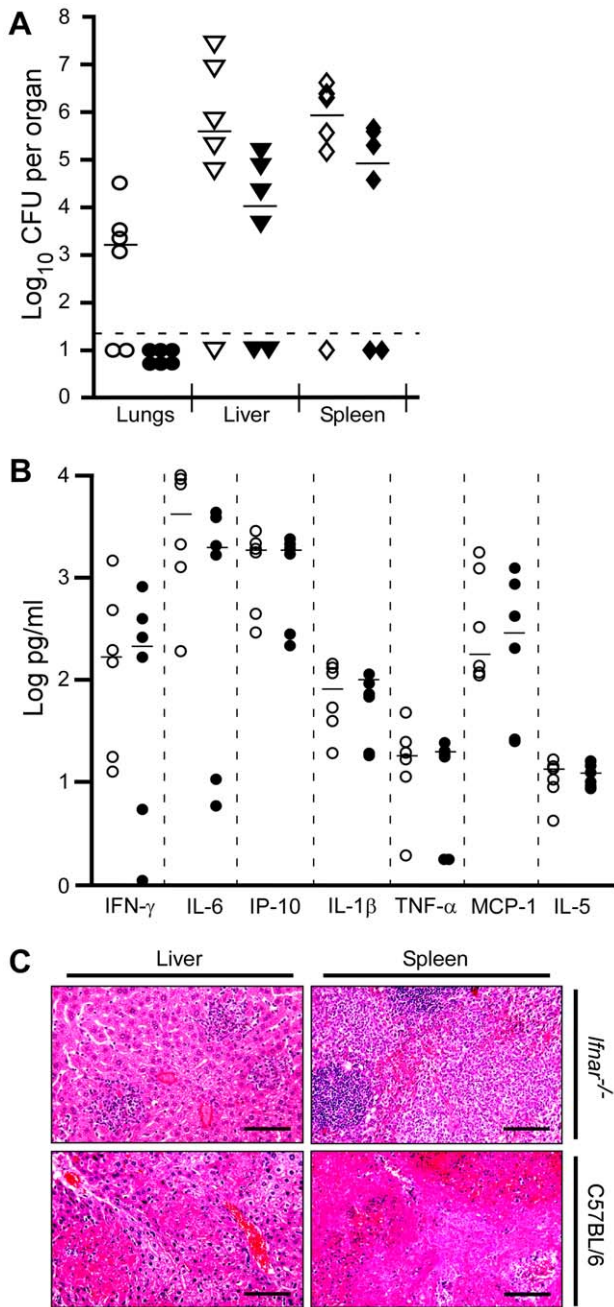 A
8
7
6
5
4
3
2
1
0
Log10 CFU per organ
Lungs Liver Spleen
B
4
3
2
1
0
Log pg/ml
IFN-γ IL-6 IP-10 IL-1β TNF-α MCP-1 IL-5
C
Liver Spleen
Ifnar-/-
C57BL/6